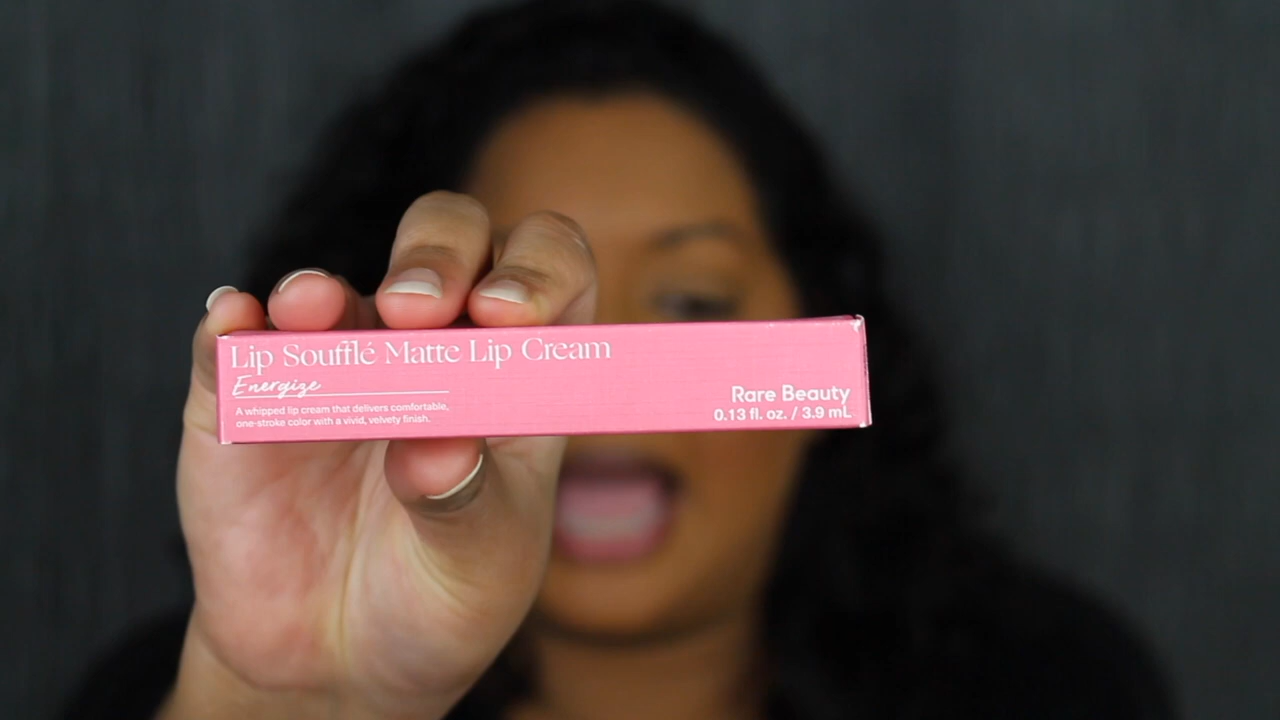 Lip Soufflé Matte Lip Cream
Energize
A whipped lip cream that delivers comfortable,
one-stroke color with a vivid, velvety finish.
Rare Beauty
0.13 fl. oz. / 3.9 mL